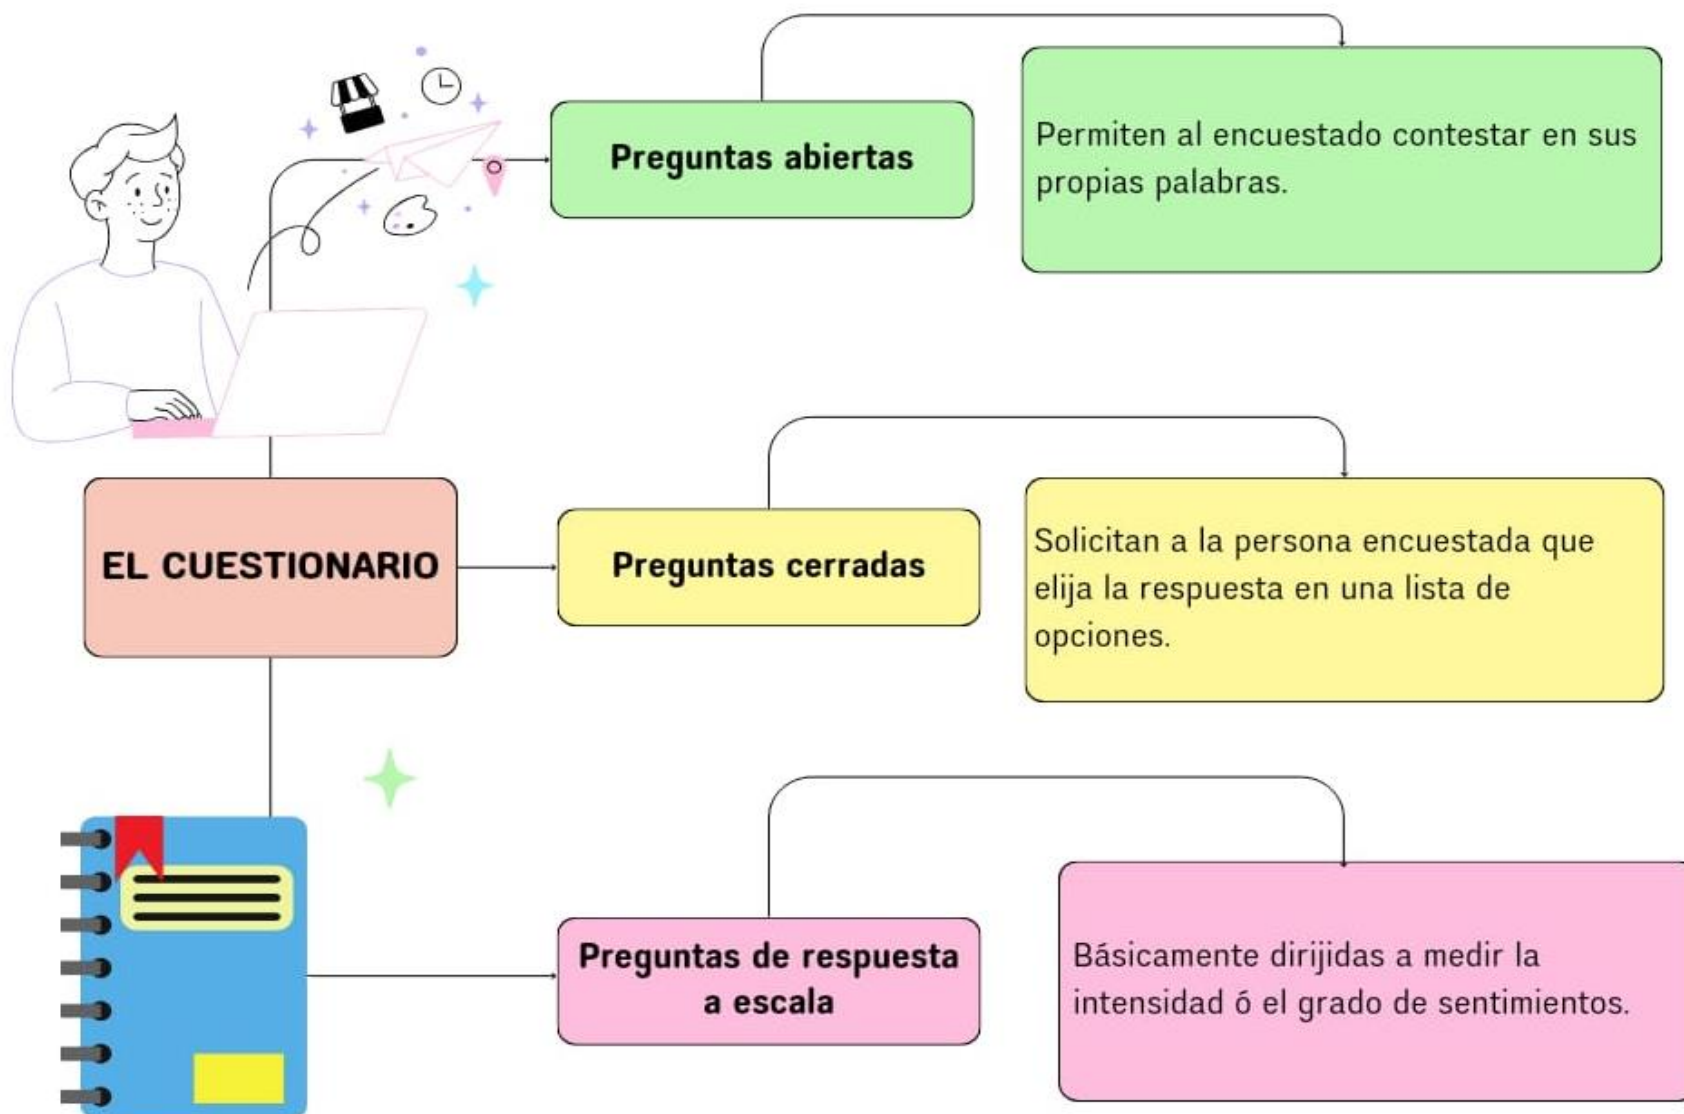 Preguntas abiertas
Permiten al encuestado contestar en sus
propias palabras.
EL CUESTIONARIO
Preguntas cerradas
Solicitan a la persona encuestada que
elija la respuesta en una lista de
opciones.
Preguntas de respuesta
a escala
Básicamente dirijidas a medir la
intensidad ó el grado de sentimientos.